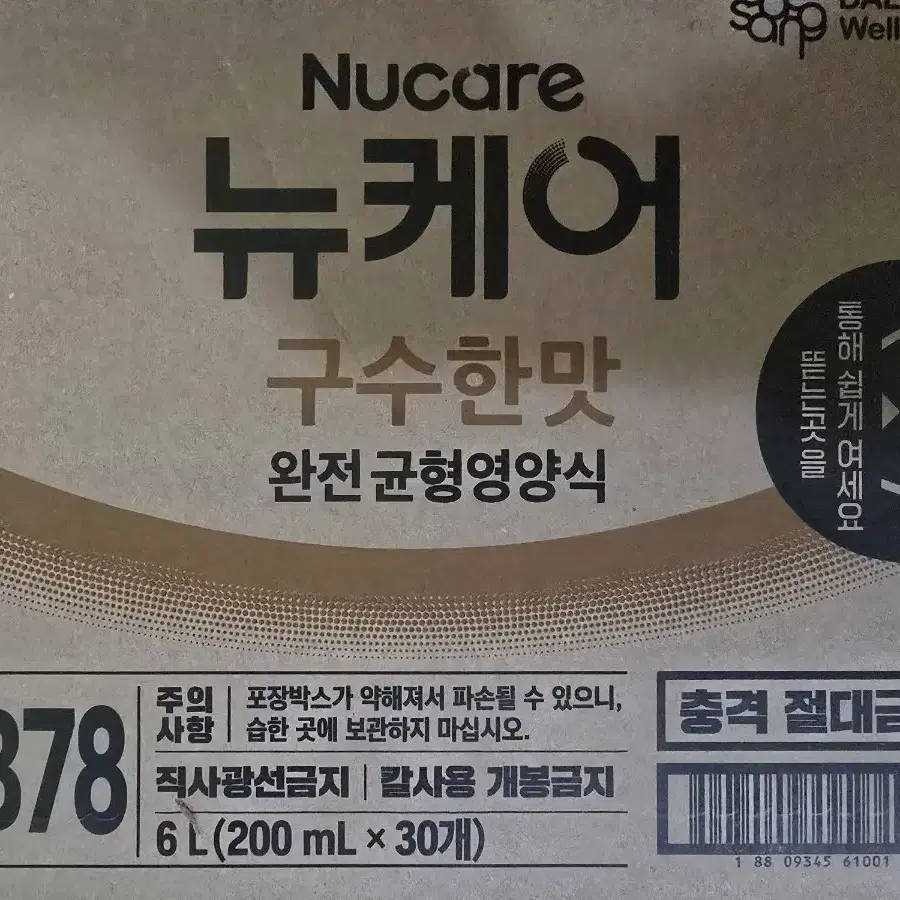 Wel
Nucare
뉴케어
구수한맛
완전 균형영양식
통해 쉽게 여세요
뜯는곳을
378
주의
사항
포장박스가 약해져서 파손될 수 있으니,
습한 곳에 보관하지 마십시오.
직사광선금지 | 칼사용 개봉금지
6 L (200 mL × 30개)
충격 절대금
1 88 09345 61001